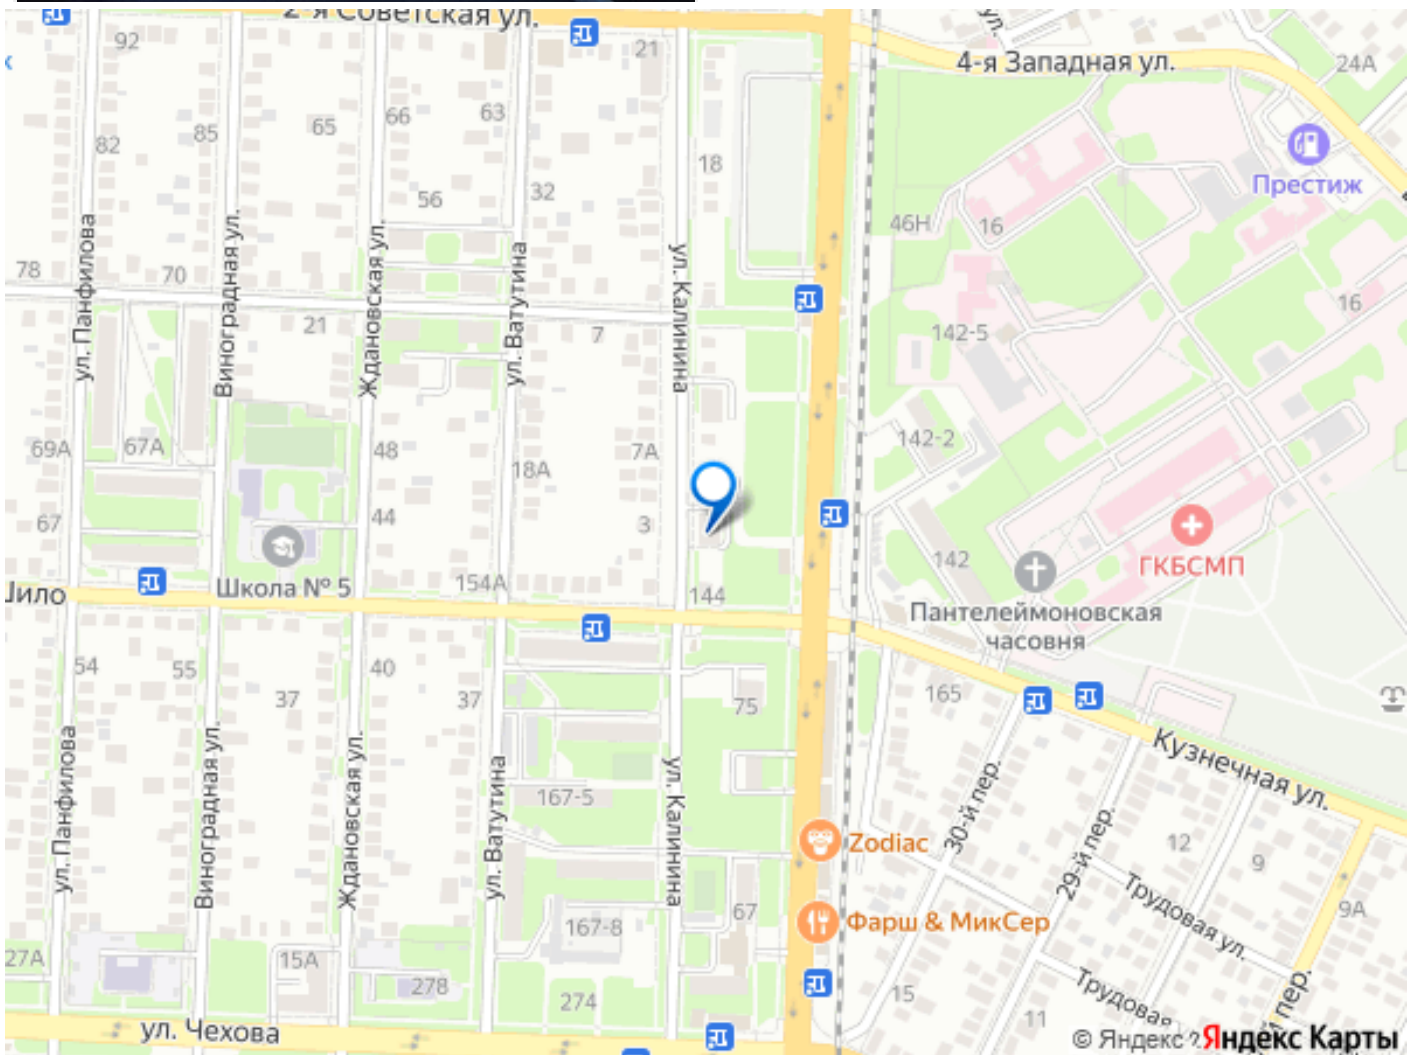 2-я Советская ул.
92
21
4-я Западная ул.
24А
ул.
66
63
65
85
82
18
Престиж
56
32
46Н
16
78
70
ул. Панфилова
Виноградная ул.
Ждановская ул.
ул. Ватутина
ул. Калинина
16
21
7
142-5
69А
67А
48
18А
7А
142-2
67
44
3
142
ГКБСМП
Школа № 5
154А
144
Пантелеймоновская
часовня
Шило
54
55
40
37
37
75
165
ул. Панфилова
Виноградная ул.
Ждановская ул.
ул. Ватутина
ул. Калинина
Кузнечная ул.
30-й пер.
29-й пер.
167-5
Zodiac
12
9
Трудовая ул.
9А
67
Фарш & МикСер
167-8
27А
15А
278
274
15
11
Трудовая
й пер.
ул. Чехова
© Яндекс
Яндекс Карты